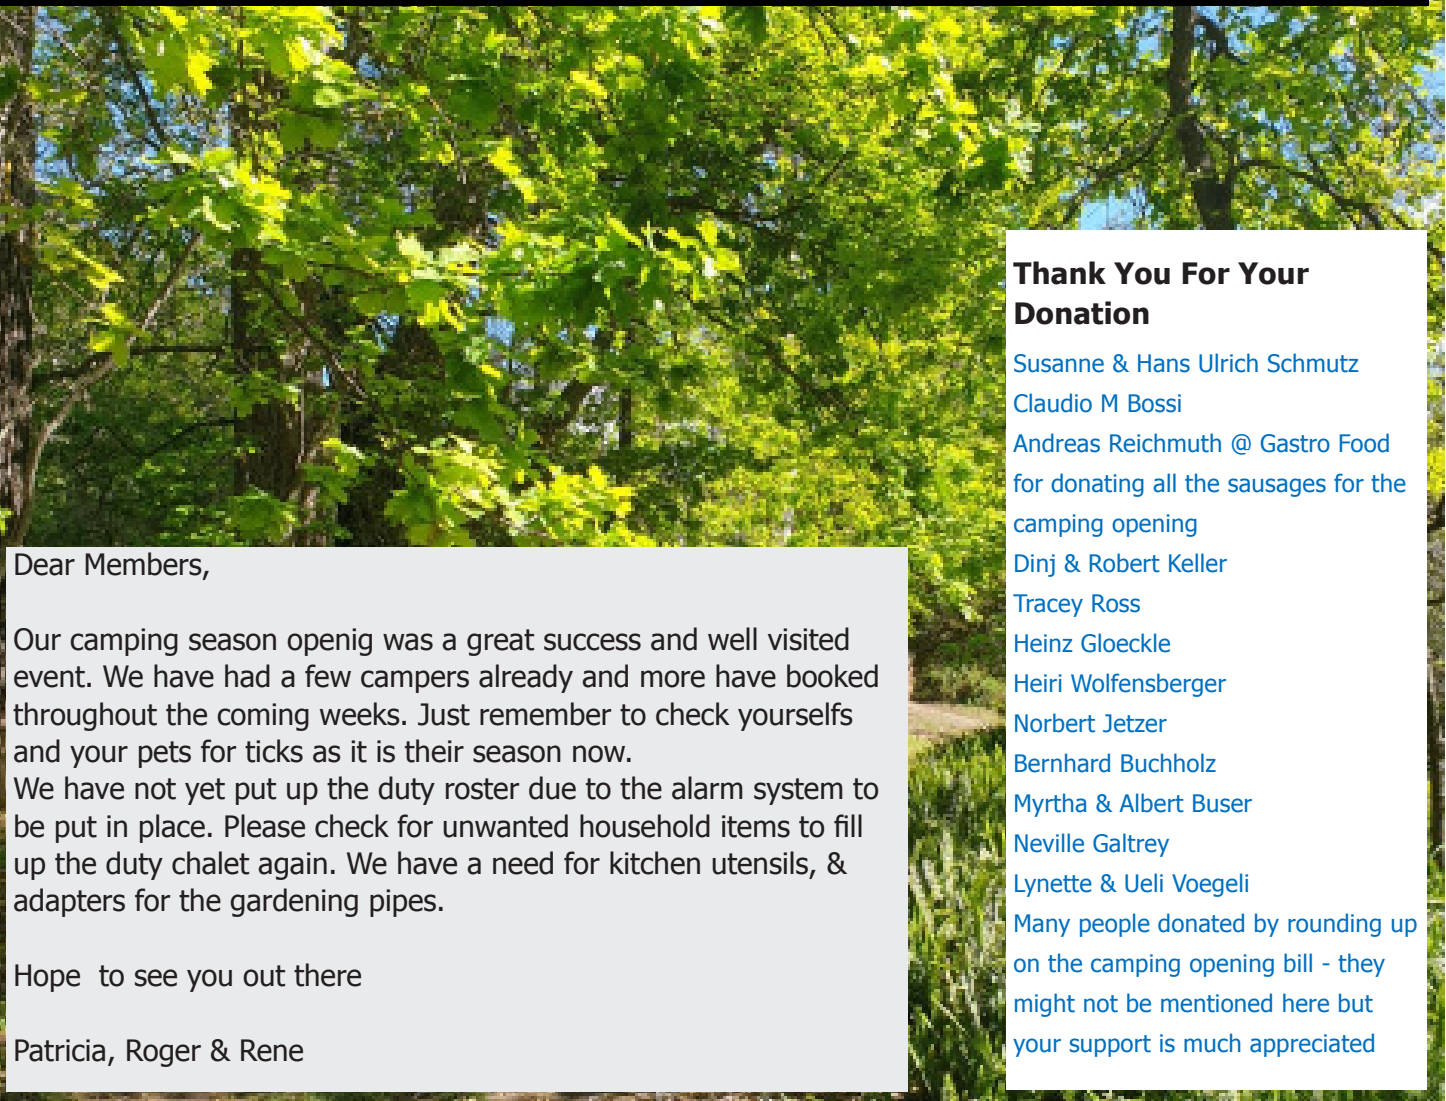 Dear Members,
Our camping season openig was a great success and well visited
event. We have had a few campers already and more have booked
throughout the coming weeks. Just remember to check yourselfs
and your pets for ticks as it is their season now.
We have not yet put up the duty roster due to the alarm system to
be put in place. Please check for unwanted household items to fill
up the duty chalet again. We have a need for kitchen utensils, &
adapters for the gardening pipes.
Hope  to see you out there
Patricia, Roger & Rene
Thank You For Your
Donation
Susanne & Hans Ulrich Schmutz
Claudio M Bossi
Andreas Reichmuth @ Gastro Food
for donating all the sausages for the
camping opening
Dinj & Robert Keller
Tracey Ross
Heinz Gloeckle
Heiri Wolfensberger
Norbert Jetzer
Bernhard Buchholz
Myrtha & Albert Buser
Neville Galtrey
Lynette & Ueli Voegeli
Many people donated by rounding up
on the camping opening bill - they
might not be mentioned here but
your support is much appreciated